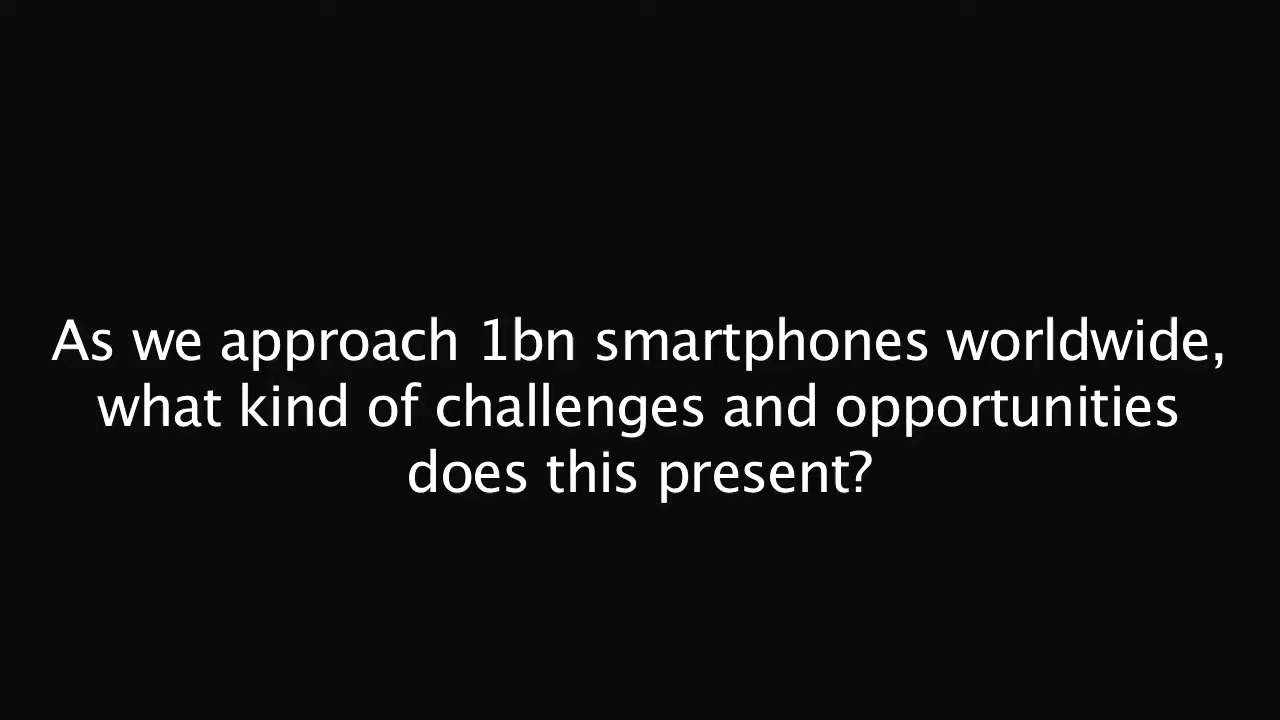 As we approach 1bn smartphones worldwide,
what kind of challenges and opportunities
does this present?